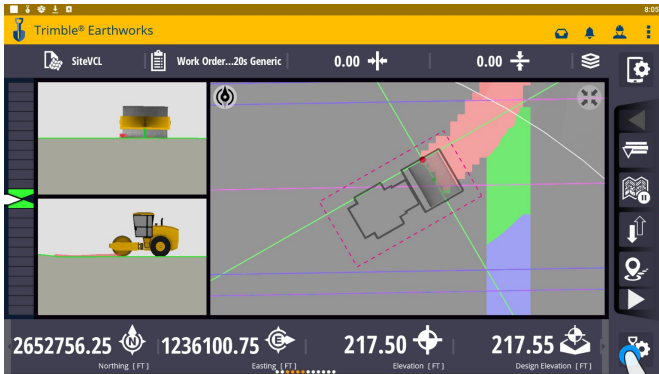 8:05
Trimble® Earthworks
SiteVCL
Work Order...20s Generic
0.00
0.00
2652756.25
1236100.75
217.50
217.55
Northing [FT]
Easting [FT]
Elevation [FT]
Design Elevation [FT]